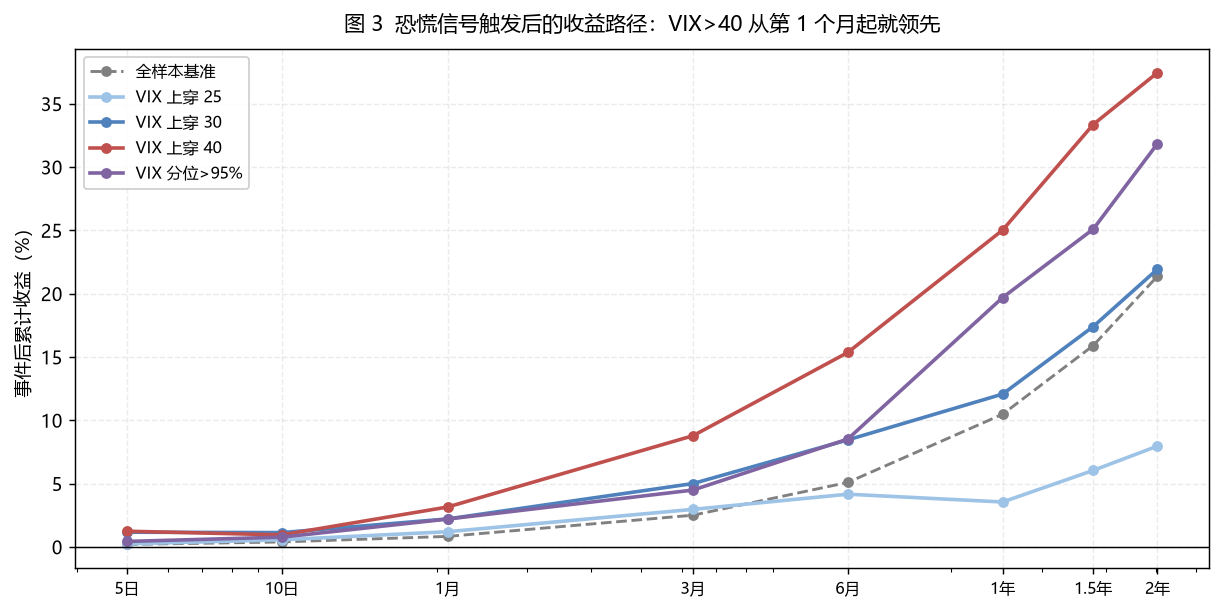 图 3 恐慌信号触发后的收益路径：VIX>40 从第 1 个月起就领先
全样本基准
VIX 上穿 25
VIX 上穿 30
VIX 上穿 40
VIX 分位>95%
事件后累计收益（%）
35
30
25
20
15
10
5
0
5日 10日 1月 3月 6月 1年 1.5年 2年